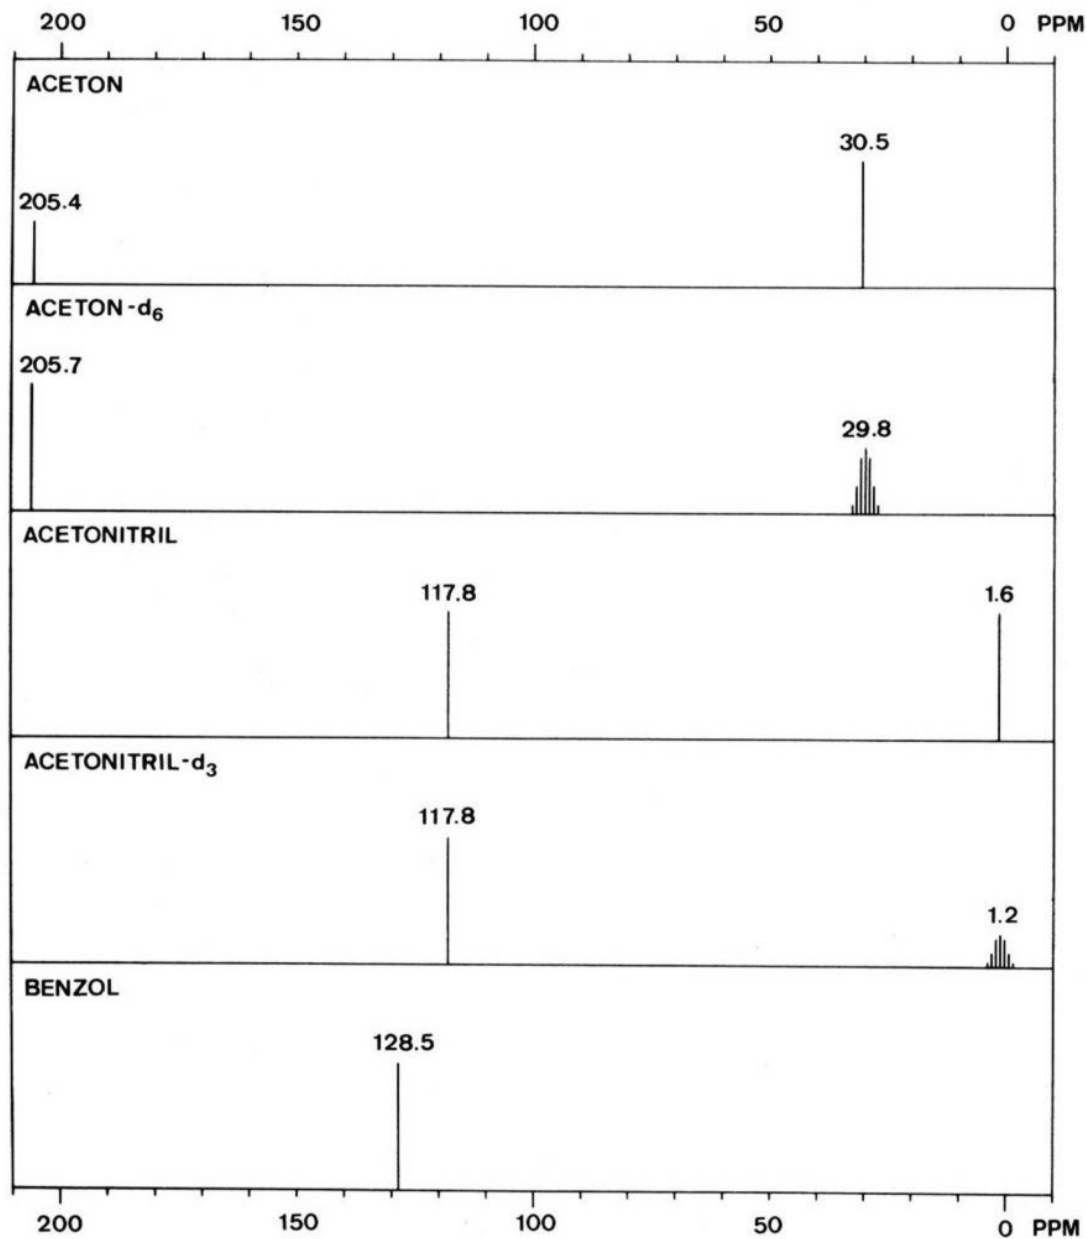 200 150 100 50 0 PPM
ACETON
30.5
205.4
ACETON-d6
205.7
29.8
ACETONITRIL
117.8 1.6
ACETONITRIL-d3
117.8
1.2
BENZOL
128.5
200 150 100 50 0 PPM